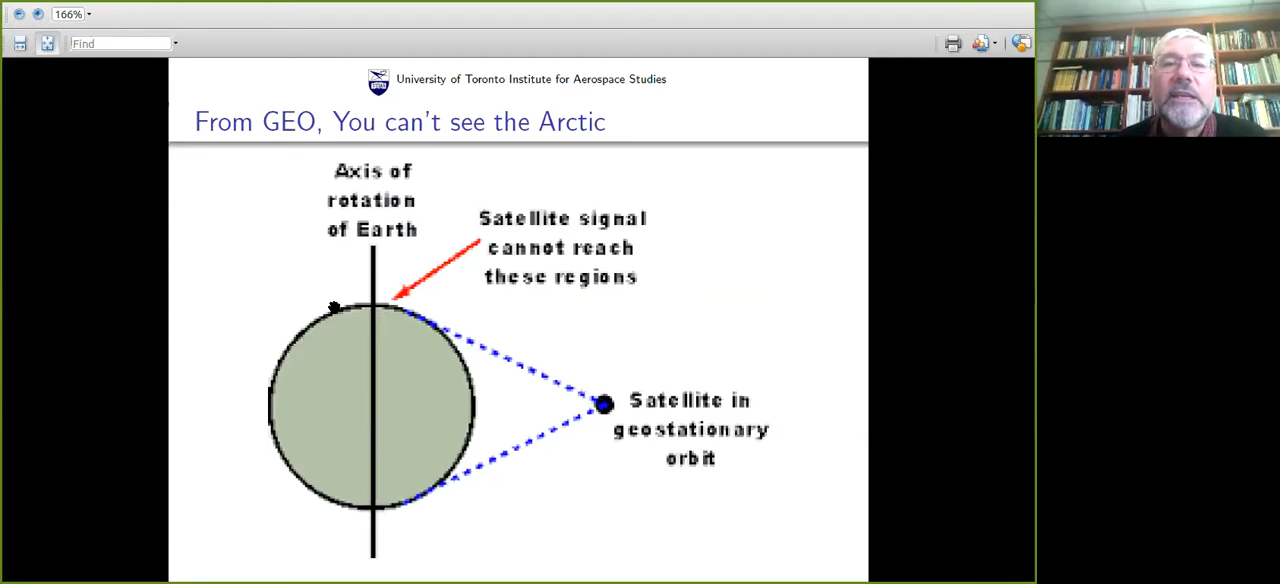 166%
Find
University of Toronto Institute for Aerospace Studies
From GEO, You can't see the Arctic
Axis of
rotation
of Earth
Satellite signal
cannot reach
these regions
Satellite in
geostationary
orbit